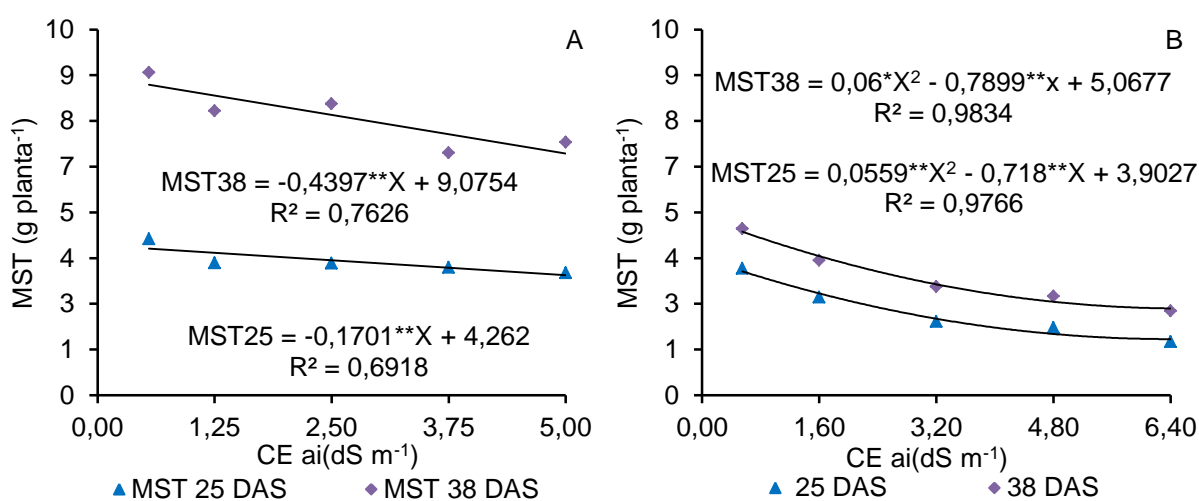 A
MST (g planta-1)
10
9
8
7
5
4
3
1
0
MST38 = -0,4397**X + 9,0754
R² = 0,7626
MST25 = -0,1701**X + 4,262
R² = 0,6918
0,00 1,25 2,50 3,75 5,00
CE ai(dS m-1)
MST 25 DAS MST 38 DAS
B
MST (g planta-1)
10
9
8
7
5
4
3
1
0
MST38 = 0,06*X² - 0,7899**x + 5,0677
R² = 0,9834
MST25 = 0,0559**X² - 0,718**X + 3,9027
R² = 0,9766
0,00 1,60 3,20 4,80 6,40
CE ai(dS m-1)
25 DAS 38 DAS